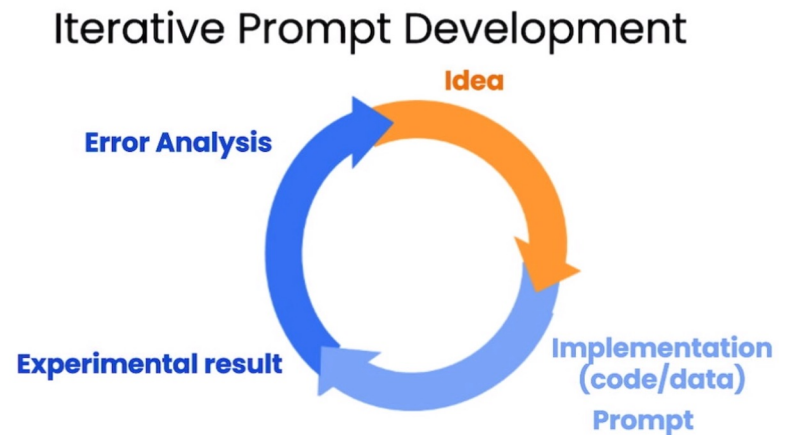 Iterative Prompt Development
Idea
Error Analysis
Implementation
(code/data)
Experimental result
Prompt